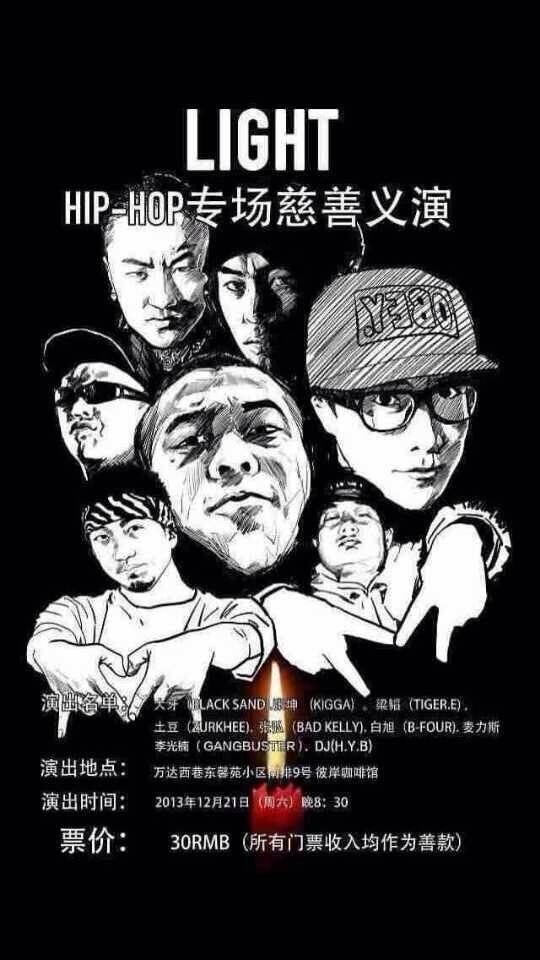 LIGHT
HIP-HOP专场慈善义演
OBEY.
演出名单： 大牙（BLACK SAND). 坤（KIGGA）。梁韬（TIGER.E)，
土豆（ZURKHEE). 张 （BAD KELLY). 白旭（B-FOUR). 麦力斯
李光楠（GANGBUSTER). DJ(H.Y.B)
演出地点： 万达西巷东馨苑小区南排9号 彼岸咖啡馆
演出时间： 2013年12月21日（周六）晚8：30
票价： 30RMB（所有门票收入均作为善款）